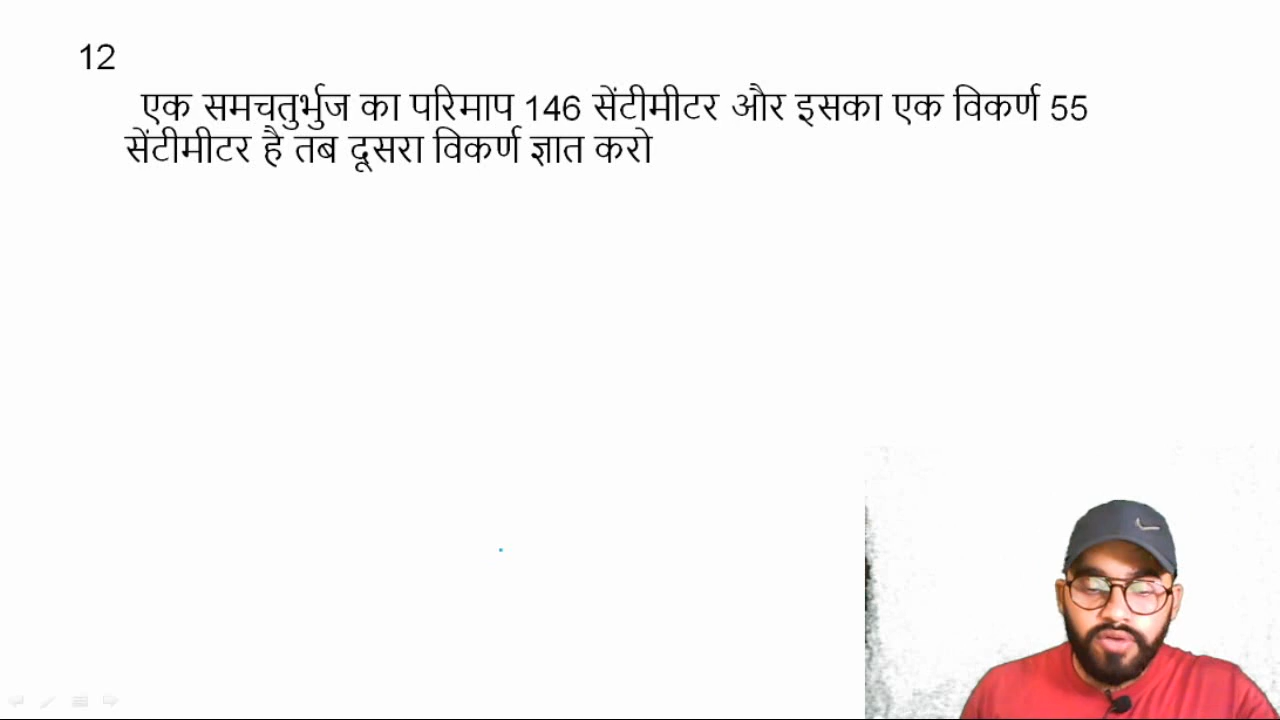 12
एक समचतुर्भुज का परिमाप 146 सेंटीमीटर और इसका एक विकर्ण 55
सेंटीमीटर है तब दूसरा विकर्ण ज्ञात करो